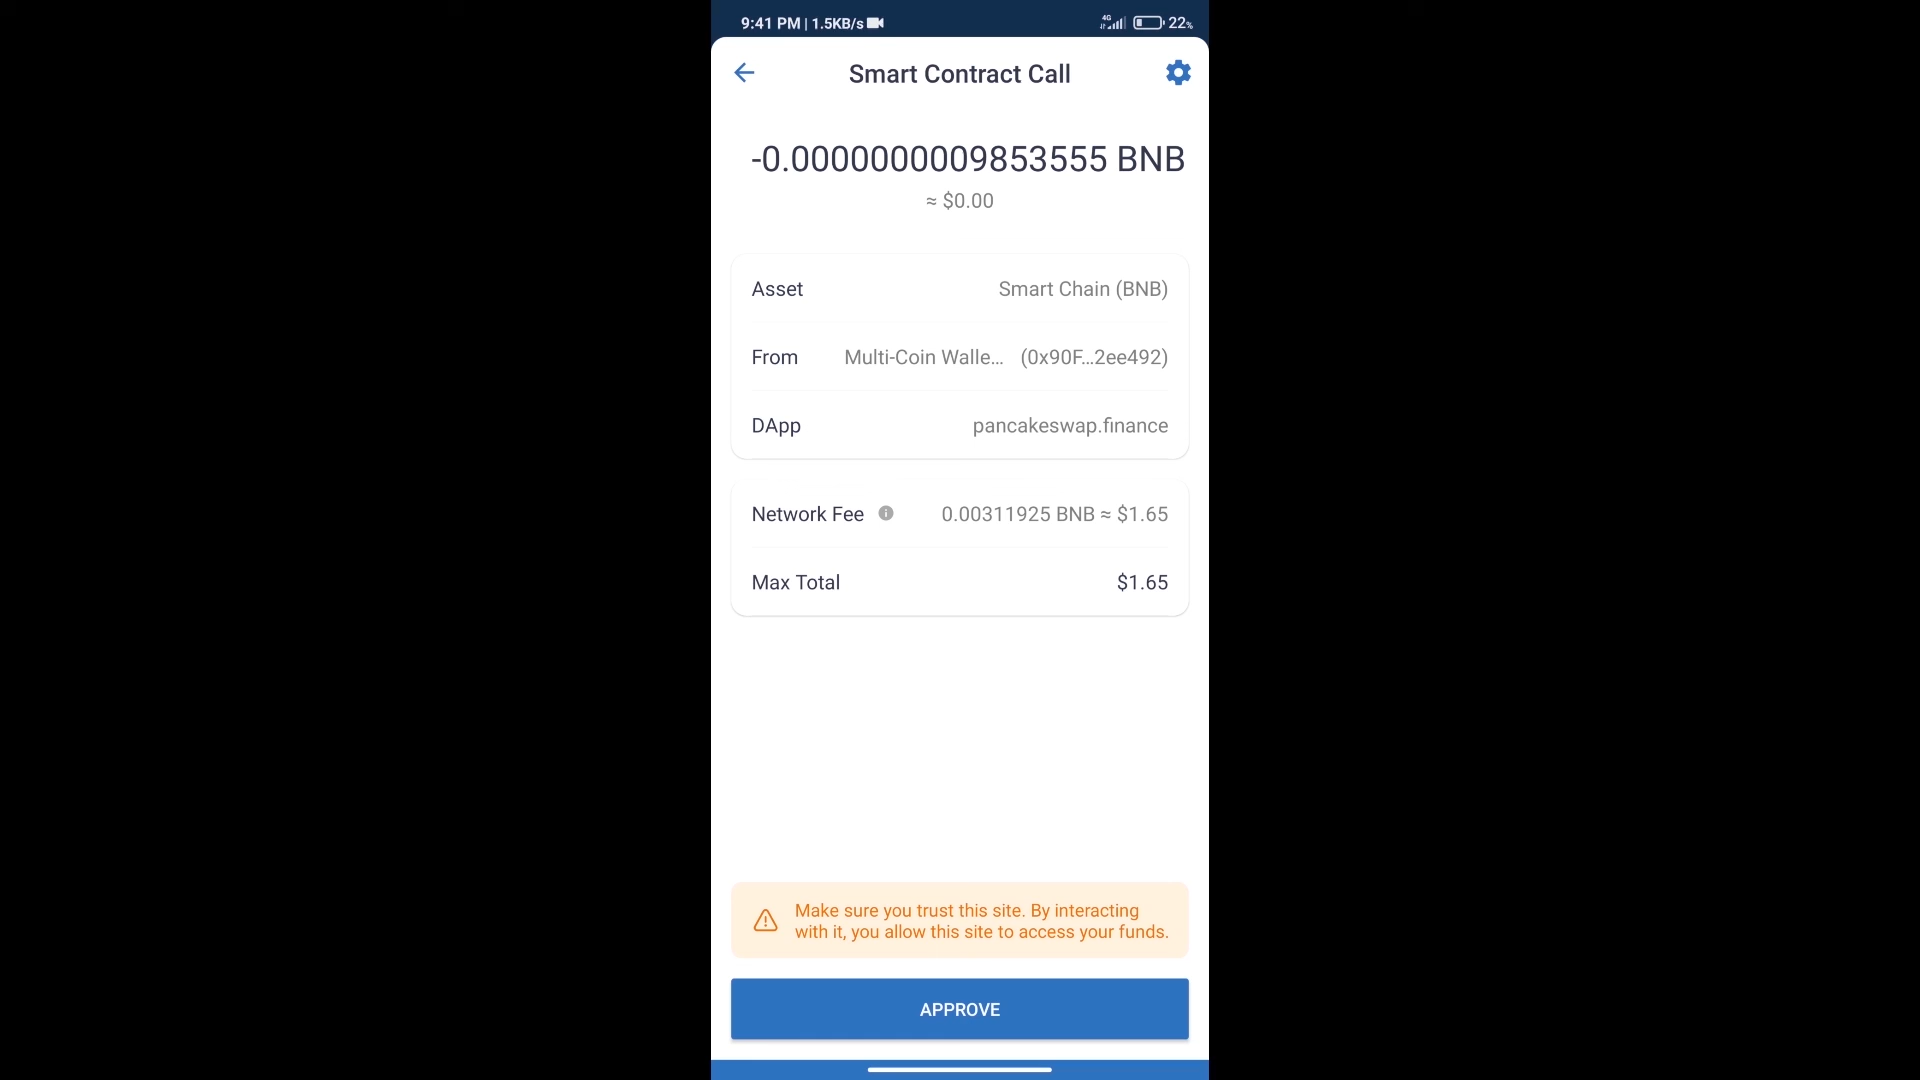 9:41 PM | 1.5KB/s 4G 22%
Smart Contract Call
-0.0000000009853555 BNB
≈ $0.00
Asset Smart Chain (BNB)
From Multi-Coin Walle... (0x90F...2ee492)
DApp pancakeswap.finance
Network Fee 0.00311925 BNB ≈ $1.65
Max Total $1.65
Make sure you trust this site. By interacting
with it, you allow this site to access your funds.
APPROVE